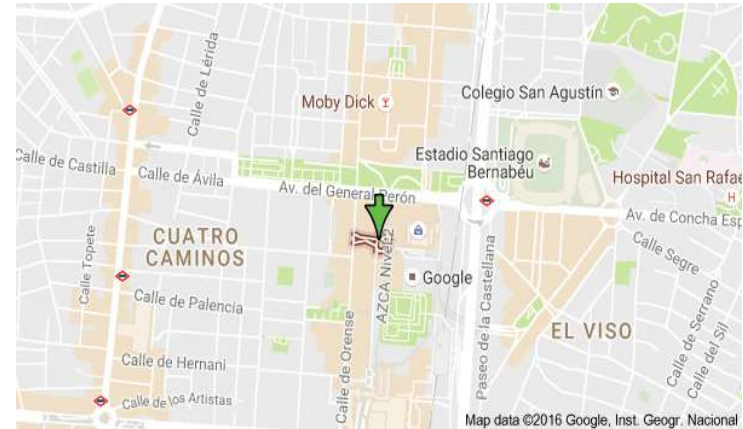 Calle de Lérida
Moby Dick
Colegio San Agustín
Calle de Castilla
Calle de Ávila
Estadio Santiago
Bernabéu
Hospital San Rafae
H
Av. del General Perón
Av. de Concha Esp
CUATRO
CAMINOS
Calle Topete
AZCA Nivel 2
Google
Calle Segre
Calle de Palencia
Paseo de la Castellana
EL VISO
Calle de Serrano
Calle del Sil
Calle de Orense
Calle de Hernani
Calle de los Artistas
Map data ©2016 Google, Inst. Geogr. Nacional